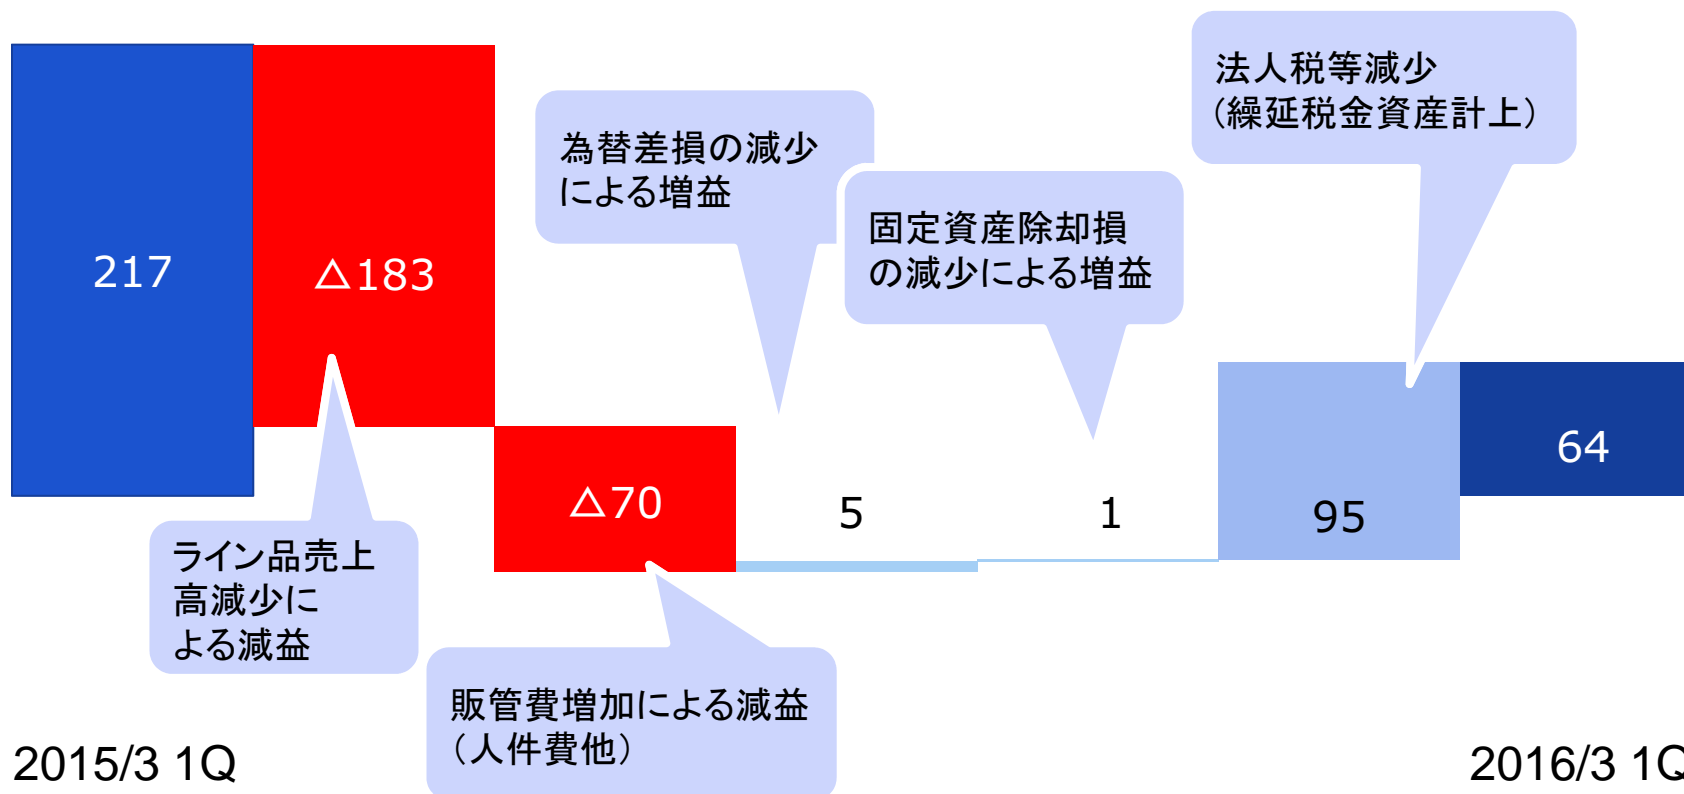 217
△183
△70
5
1
95
64
ライン品売上
高減少に
よる減益
販管費増加による減益
（人件費他）
為替差損の減少
による増益
固定資産除却損
の減少による増益
法人税等減少
（繰延税金資産計上）
2015/3 1Q
2016/3 1Q